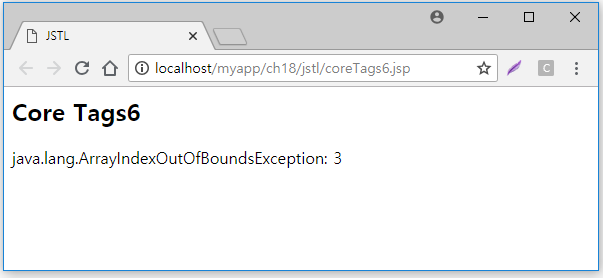 JSTL
localhost/myapp/ch18/jstl/coreTags6.jsp
C
Core Tags6
java.lang.ArrayIndexOutOfBoundsException: 3